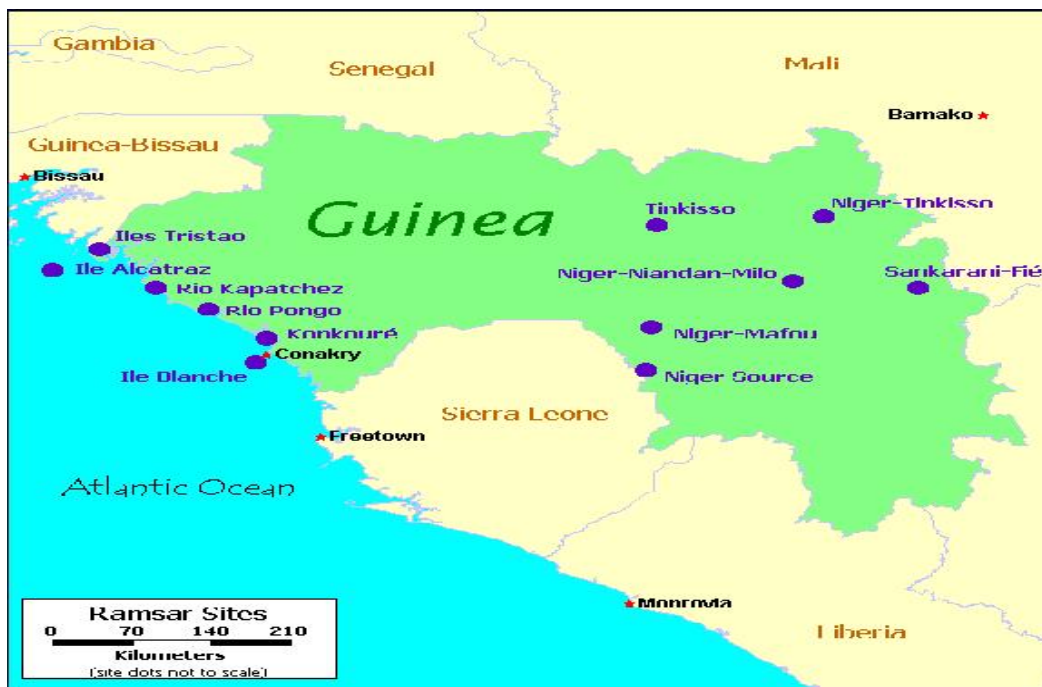 Gambia
Senegal
Mali
Bamako
Guinea-Bissau
Bissau
Guinea
Tinkisso
Niger-Tinkisso
Iles Tristao
Ile Alcatraz
Niger-Niandan-Milo
Sankarani-Fié
Rio Kapatchez
Rio Pongo
Konkouré
Niger-Mafou
Conakry
Ile Blanche
Niger Source
Sierra Leone
Freetown
Atlantic Ocean
Monrovia
Liberia
Ramsar Sites
0 70 140 210
Kilometers
(site dots not to scale)